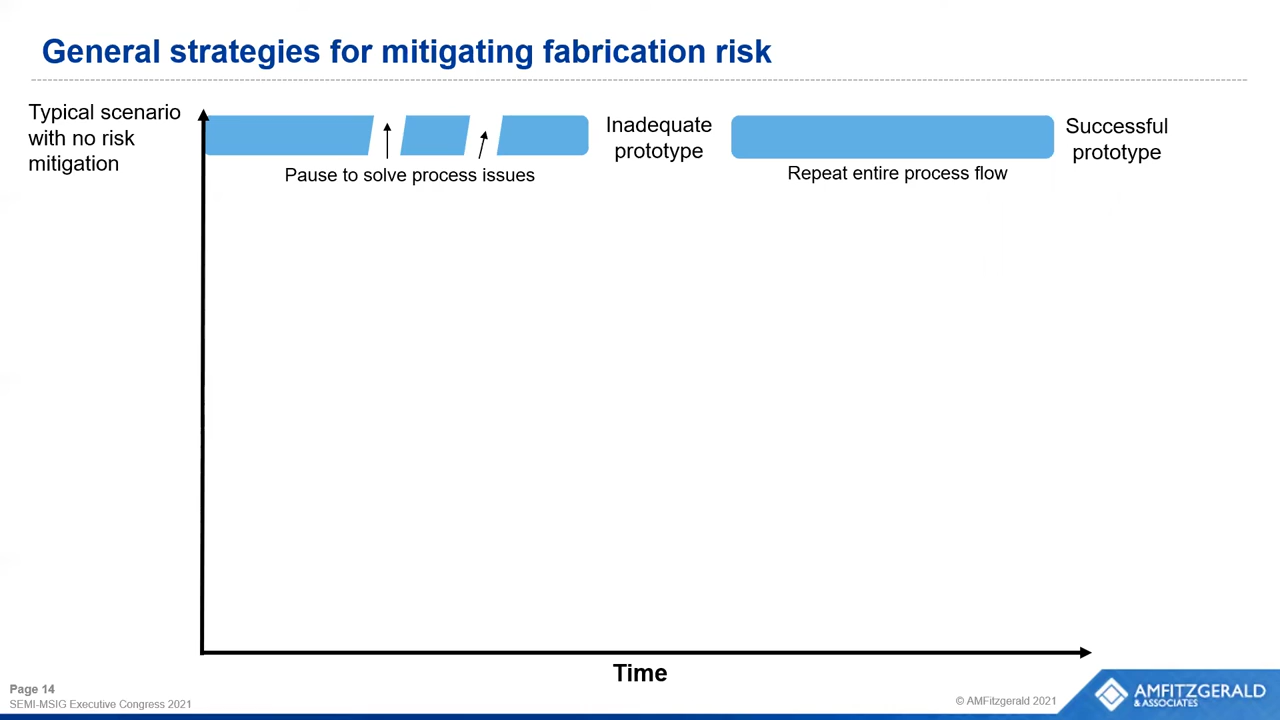 General strategies for mitigating fabrication risk
Typical scenario
with no risk
mitigation
Pause to solve process issues
Inadequate
prototype
Repeat entire process flow
Successful
prototype
Time
Page 14
SEMI-MSIG Executive Congress 2021
© AMFitzgerald 2021
AMFITZGERALD
& ASSOCIATES